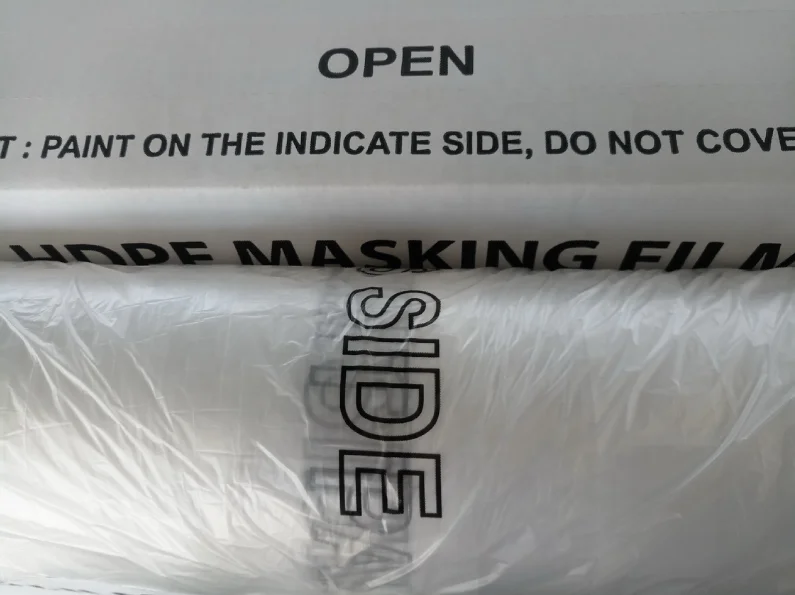 OPEN
T : PAINT ON THE INDICATE SIDE, DO NOT COVE
HDPE MASKING FILM
SIDE